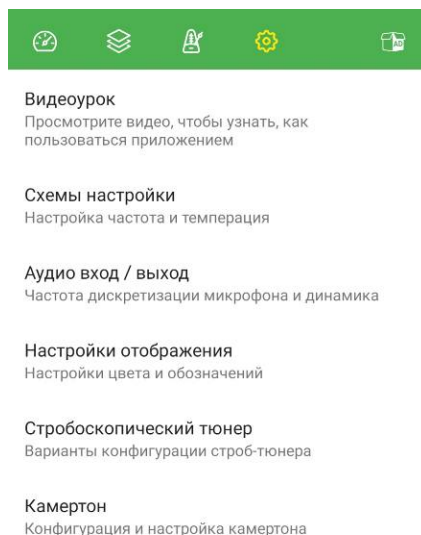 AD
Видеоурок
Просмотрите видео, чтобы узнать, как
пользоваться приложением
Схемы настройки
Настройка частота и темперация
Аудио вход / выход
Частота дискретизации микрофона и динамика
Настройки отображения
Настройки цвета и обозначений
Стробоскопический тюнер
Варианты конфигурации строб-тюнера
Камертон
Конфигурация и настройка камертона